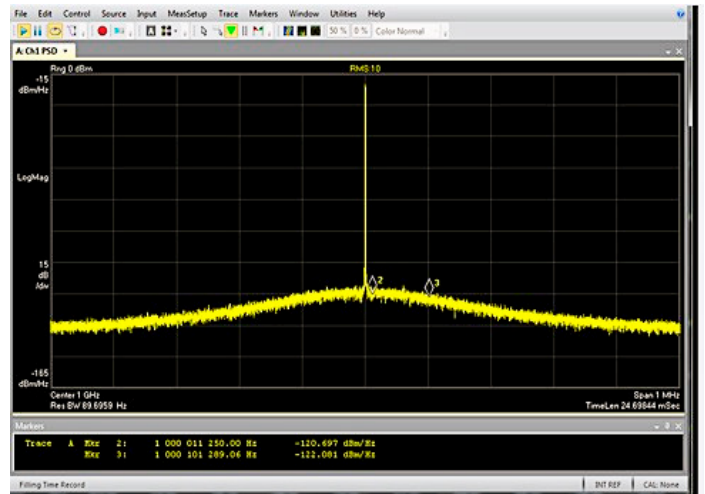 File Edit Control Source Input MeasSetup Trace Markers Window Utilities Help
50 % 0 % Color Normal
A: Ch1 PSD
Rng 0 dBm RMS:10
-15
dBm/Hz
LogMag
15
dB
/div
2
3
-165
dBm/Hz
Center 1 GHz Span 1 MHz
Res BW 89.6959 Hz TimeLen 24.69844 mSec
Markers
Trace A Mkr 2: 1 000 011 250.00 Hz -120.697 dBm/Hz
Mkr 3: 1 000 101 289.06 Hz -122.081 dBm/Hz
Filling Time Record INT REF CAL: None